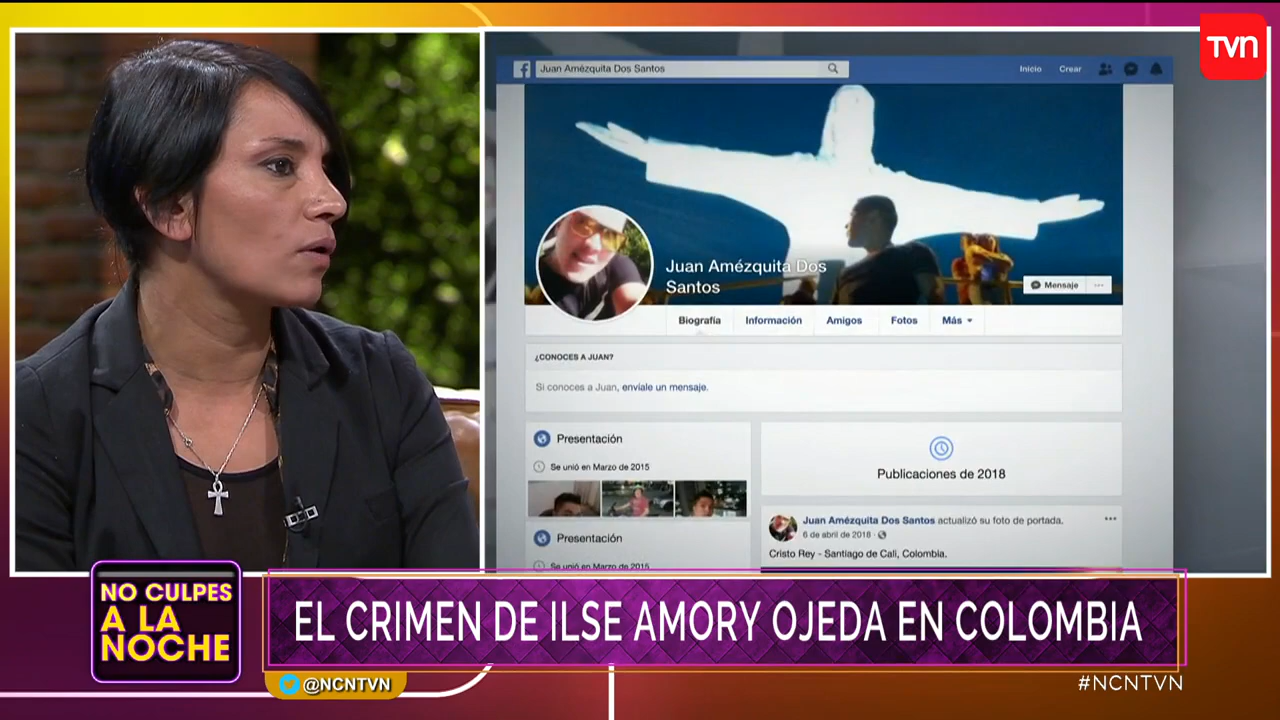 tvn
Juan Amézquita Dos Santos
Inicio
Crear
Juan Amézquita Dos
Santos
Mensaje
Biografía
Información
Amigos
Fotos
Más
¿CONOCES A JUAN?
Si conoces a Juan, envíale un mensaje.
Presentación
Se unió en Marzo de 2015
Publicaciones de 2018
Juan Amézquita Dos Santos actualizó su foto de portada.
6 de abril de 2018
Cristo Rey - Santiago de Cali, Colombia.
Presentación
Se unió en Marzo de 2015
NO CULPES
A LA
NOCHE
EL CRIMEN DE ILSE AMORY OJEDA EN COLOMBIA
@NCNTVN
#NCNTVN